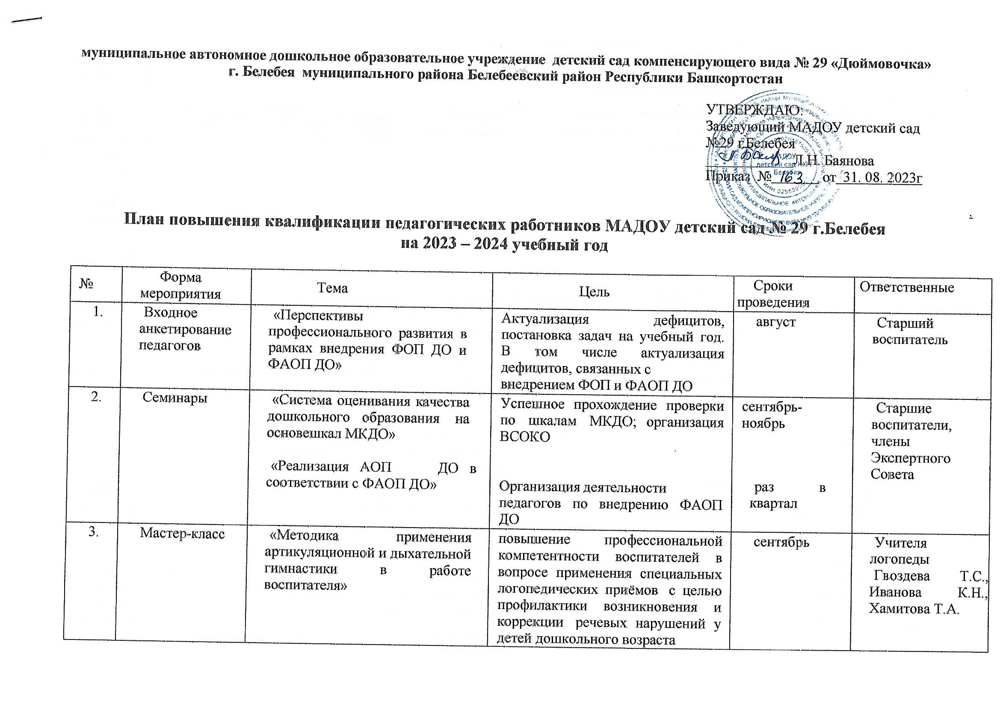 муниципальное автономное дошкольное образовательное учреждение детский сад компенсирующего вида № 29 «Дюймовочка»
г. Белебея муниципального района Белебеевский район Республики Башкортостан
УТВЕРЖДАЮ:
Заведующий МАДОУ детский сад
№29 г.Белебея
Л.Н. Баянова
Приказ № 163 от 31. 08. 2023г
МАДОУ
детский сад №29
г. Белебея
План повышения квалификации педагогических работников МАДОУ детский сад № 29 г.Белебея
на 2023 – 2024 учебный год
№
Форма
мероприятия
Тема
Цель
Сроки
проведения
Ответственные
1.
Входное
анкетирование
педагогов
«Перспективы
профессионального развития в
рамках внедрения ФОП ДО и
ФАОП ДО»
Актуализация дефицитов,
постановка задач на учебный год.
В том числе актуализация
дефицитов, связанных с
внедрением ФОП и ФАОП ДО
август
Старший
воспитатель
2.
Семинары
«Система оценивания качества
дошкольного образования на
основешкал МКДО»
«Реализация АОП ДО в
соответствии с ФАОП ДО»
Успешное прохождение проверки
по шкалам МКДО; организация
ВСОКО
Организация деятельности
педагогов по внедрению ФАОП
ДО
сентябрь-
ноябрь
раз в
квартал
Старшие
воспитатели,
члены
Экспертного
Совета
3.
Мастер-класс
«Методика применения
артикуляционной и дыхательной
гимнастики в работе
воспитателя»
повышение профессиональной
компетентности воспитателей в
вопросе применения специальных
логопедических приёмов с целью
профилактики возникновения и
коррекции речевых нарушений у
детей дошкольного возраста
сентябрь
Учителя
логопеды
Гвоздева Т.С.,
Иванова К.Н.,
Хамитова Т.А.